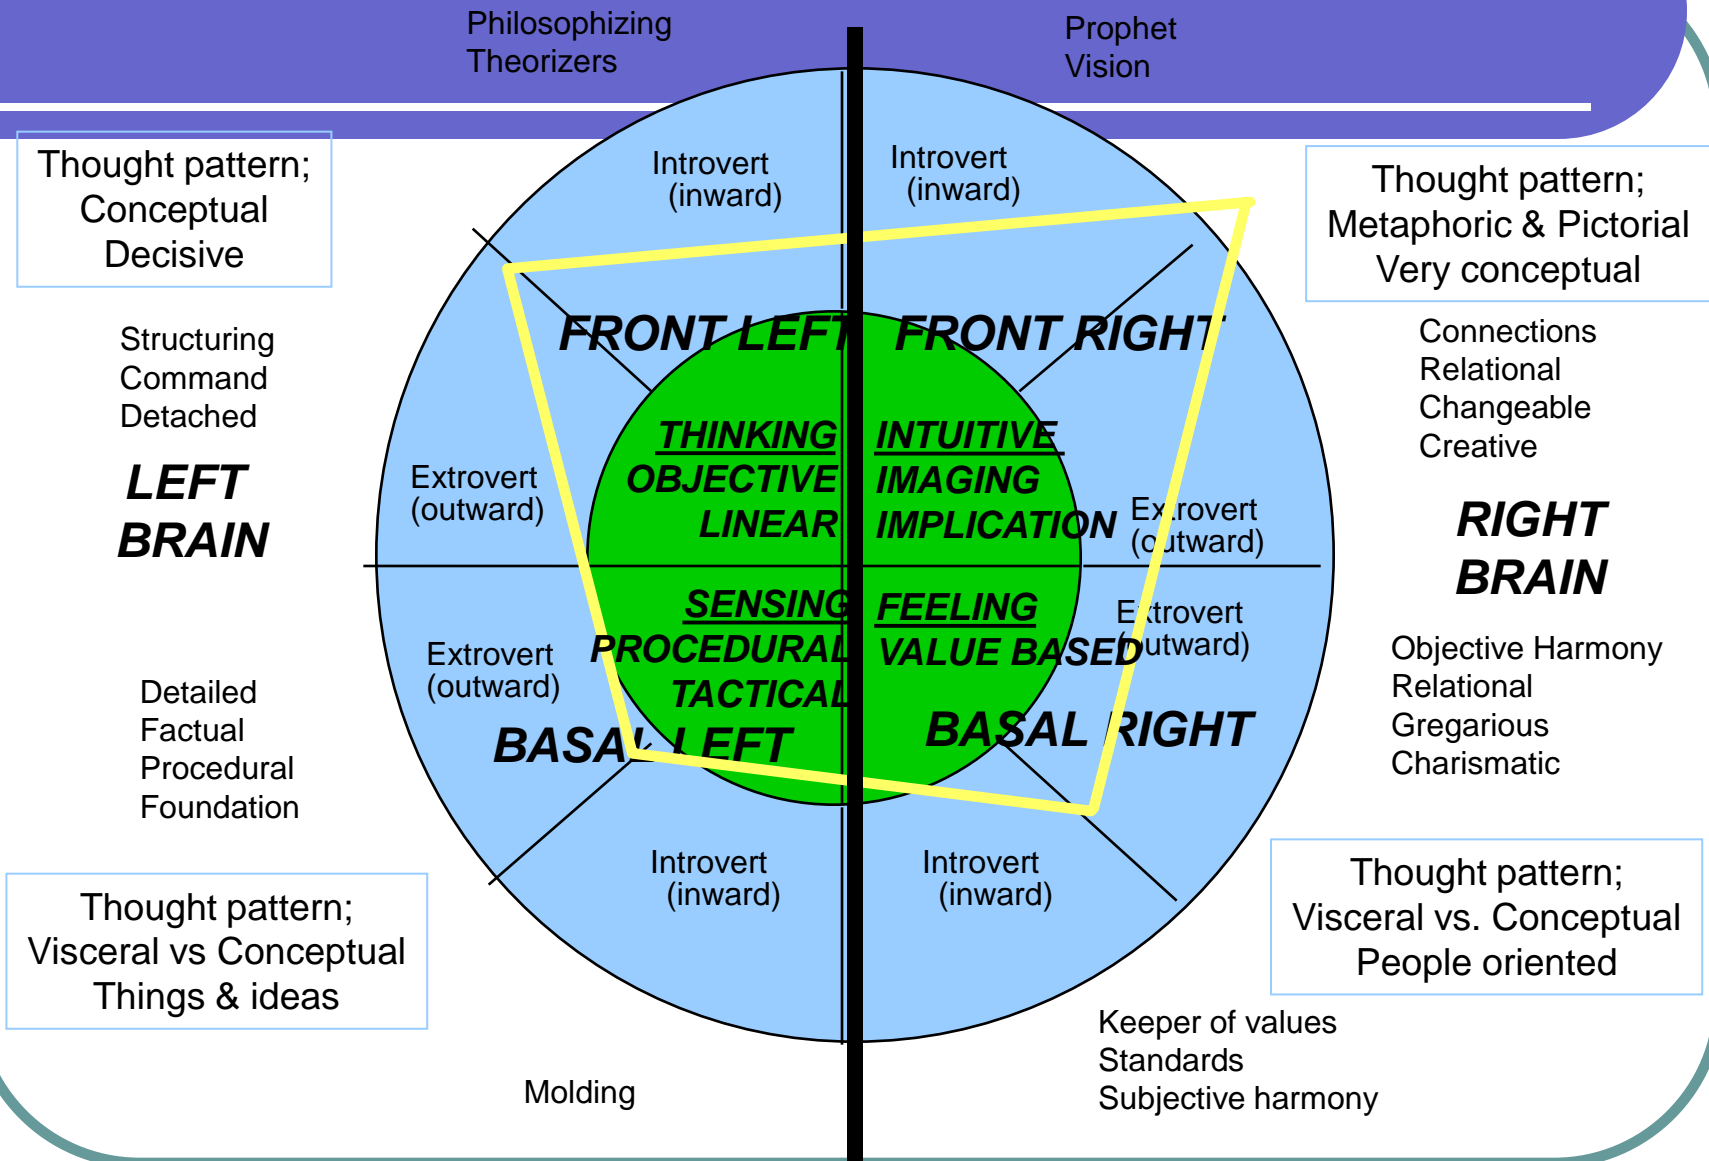 Philosophizing
Theorizers
Prophet
Vision
Thought pattern;
Conceptual
Decisive
Introvert
(inward)
Introvert
(inward)
Thought pattern;
Metaphoric & Pictorial
Very conceptual
Structuring
Command
Detached
FRONT LEFT
FRONT RIGHT
Connections
Relational
Changeable
Creative
LEFT
BRAIN
Extrovert
(outward)
THINKING
OBJECTIVE
LINEAR
INTUITIVE
IMAGING
IMPLICATION
Extrovert
(outward)
RIGHT
BRAIN
Extrovert
(outward)
SENSING
PROCEDURAL
TACTICAL
FEELING
VALUE BASED
Extrovert
(outward)
Objective Harmony
Relational
Gregarious
Charismatic
Detailed
Factual
Procedural
Foundation
BASAL LEFT
BASAL RIGHT
Introvert
(inward)
Introvert
(inward)
Thought pattern;
Visceral vs Conceptual
Things & ideas
Thought pattern;
Visceral vs. Conceptual
People oriented
Molding
Keeper of values
Standards
Subjective harmony